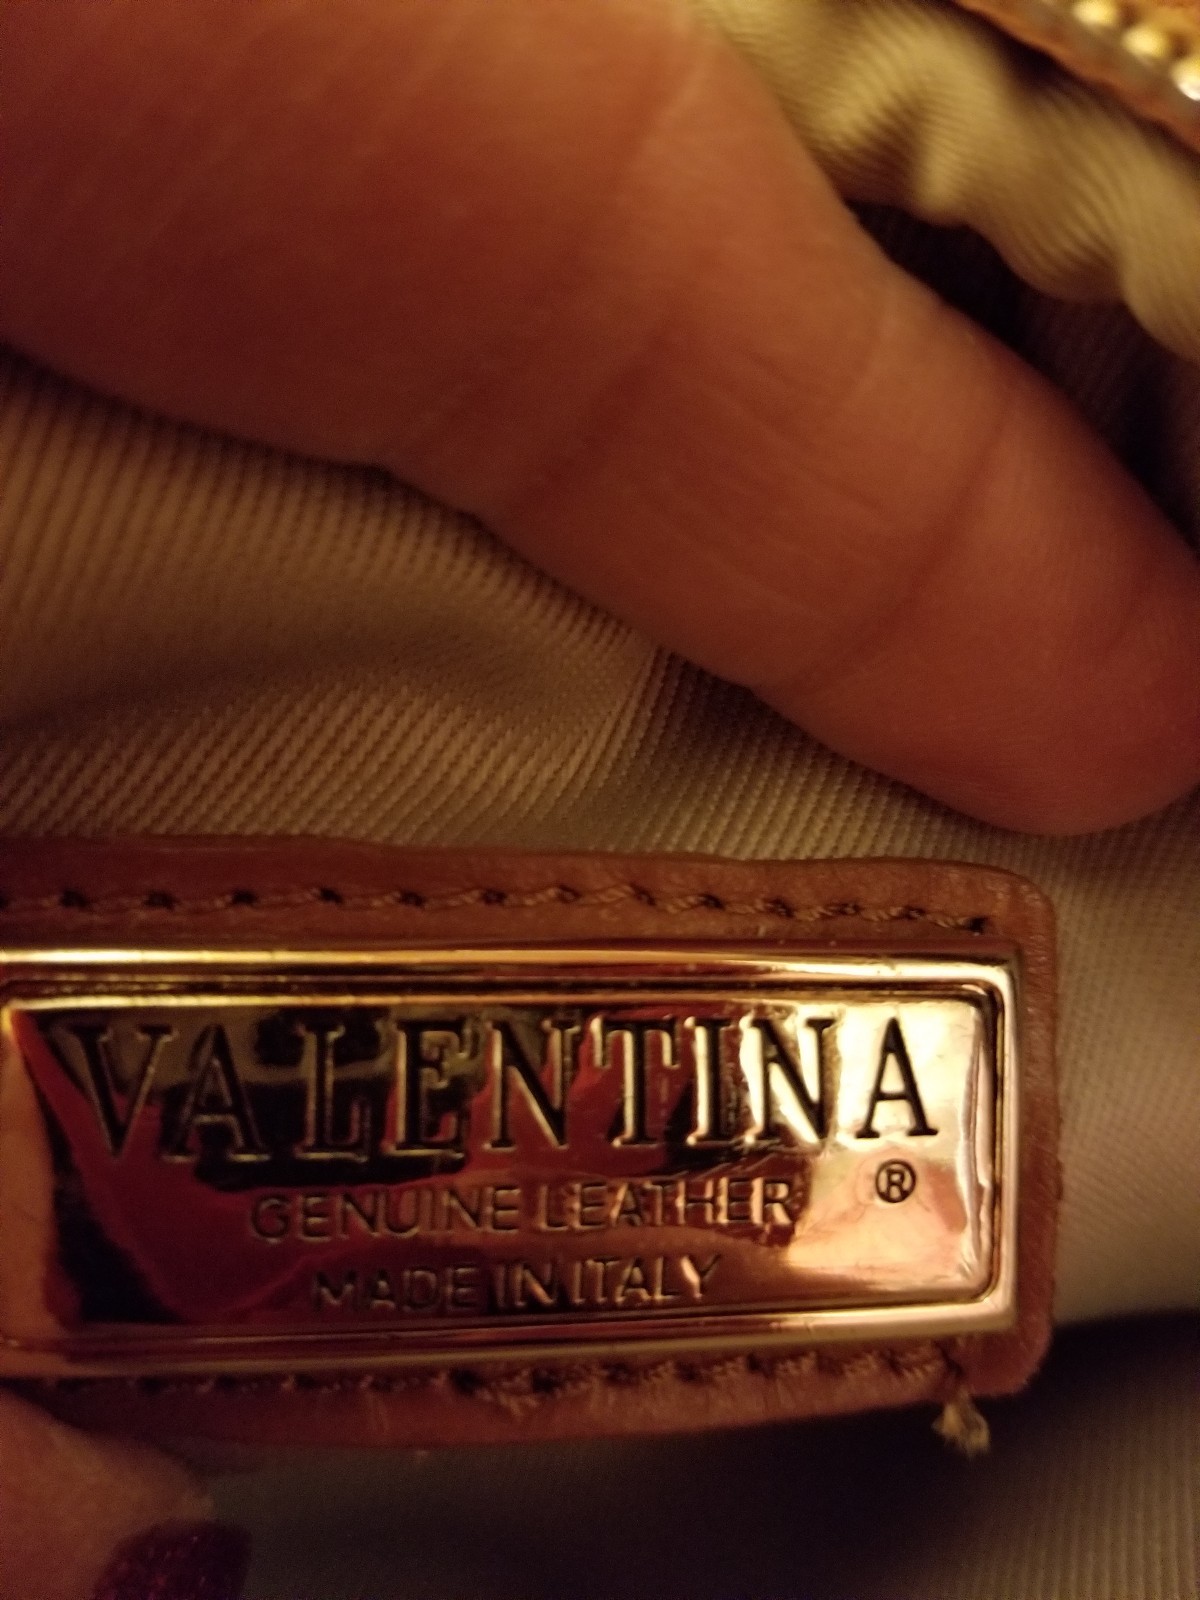 VALENTINA
®
GENUINE LEATHER
MADE IN ITALY